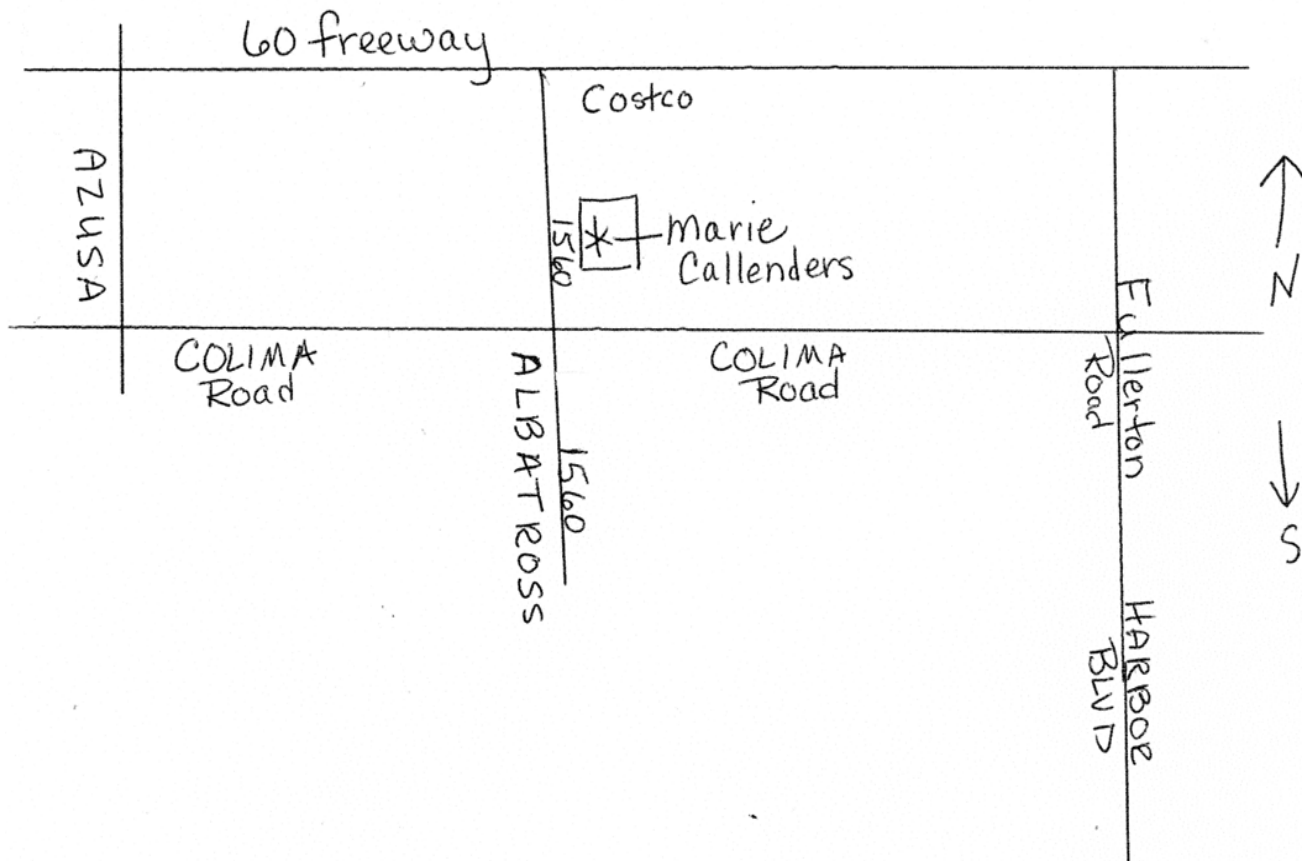 60 freeway
Costco
AZUSA
1560
* Marie
Callenders
N
Fullerton
Road
COLIMA
Road
ALBATROSS
COLIMA
Road
1560
S
HARBOR
BLVD